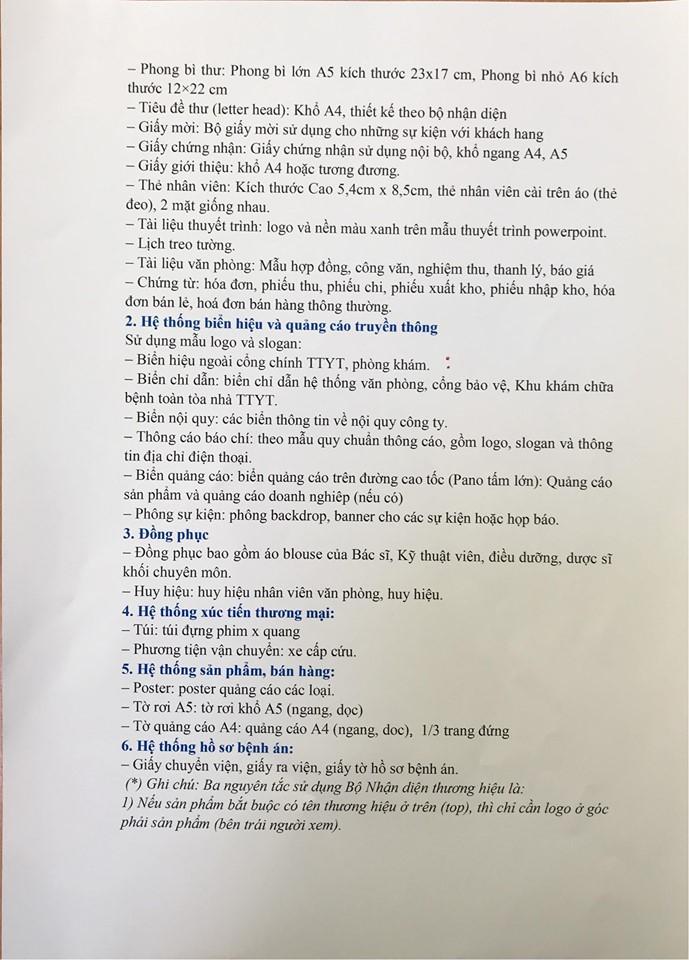 – Phong bì thư: Phong bì lớn A5 kích thước 23x17 cm, Phong bì nhỏ A6 kích
thước 12×22 cm
– Tiêu đề thư (letter head): Khổ A4, thiết kế theo bộ nhận diện
– Giấy mời: Bộ giấy mời sử dụng cho những sự kiện với khách hang
– Giấy chứng nhận: Giấy chứng nhận sử dụng nội bộ, khổ ngang A4, A5
– Giấy giới thiệu: khổ A4 hoặc tương đương.
– Thẻ nhân viên: Kích thước Cao 5,4cm x 8,5cm, thẻ nhân viên cài trên áo (thẻ
đeo), 2 mặt giống nhau.
– Tài liệu thuyết trình: logo và nền màu xanh trên mẫu thuyết trình powerpoint.
– Lịch treo tường.
– Tài liệu văn phòng: Mẫu hợp đồng, công văn, nghiệm thu, thanh lý, báo giá
– Chứng từ: hóa đơn, phiếu thu, phiếu chi, phiếu xuất kho, phiếu nhập kho, hóa
đơn bán lẻ, hoá đơn bán hàng thông thường.
2. Hệ thống biển hiệu và quảng cáo truyền thông
Sử dụng mẫu logo và slogan:
– Biển hiệu ngoài cổng chính TTYT, phòng khám. :
– Biển chỉ dẫn: biển chỉ dẫn hệ thống văn phòng, cổng bảo vệ, Khu khám chữa
bệnh toàn tòa nhà TTYT.
– Biển nội quy: các biển thông tin về nội quy công ty.
– Thông cáo báo chí: theo mẫu quy chuẩn thông cáo, gồm logo, slogan và thông
tin địa chỉ điện thoại.
– Biển quảng cáo: biển quảng cáo trên đường cao tốc (Pano tấm lớn): Quảng cáo
sản phẩm và quảng cáo doanh nghiêp (nếu có)
– Phông sự kiện: phông backdrop, banner cho các sự kiện hoặc họp báo.
3. Đồng phục
– Đồng phục bao gồm áo blouse của Bác sĩ, Kỹ thuật viên, điều dưỡng, dược sĩ
khối chuyên môn.
– Huy hiệu: huy hiệu nhân viên văn phòng, huy hiệu.
4. Hệ thống xúc tiến thương mại:
– Túi: túi đựng phim x quang
– Phương tiện vận chuyển: xe cấp cứu.
5. Hệ thống sản phẩm, bán hàng:
– Poster: poster quảng cáo các loại.
– Tờ rơi A5: tờ rơi khổ A5 (ngang, dọc)
– Tờ quảng cáo A4: quảng cáo A4 (ngang, doc), 1/3 trang đứng
6. Hệ thống hồ sơ bệnh án:
– Giấy chuyển viện, giấy ra viện, giấy tờ hồ sơ bệnh án.
(*) Ghi chú: Ba nguyên tắc sử dụng Bộ Nhận diện thương hiệu là:
1) Nếu sản phẩm bắt buộc có tên thương hiệu ở trên (top), thì chỉ cần logo ở góc
phải sản phẩm (bên trái người xem).